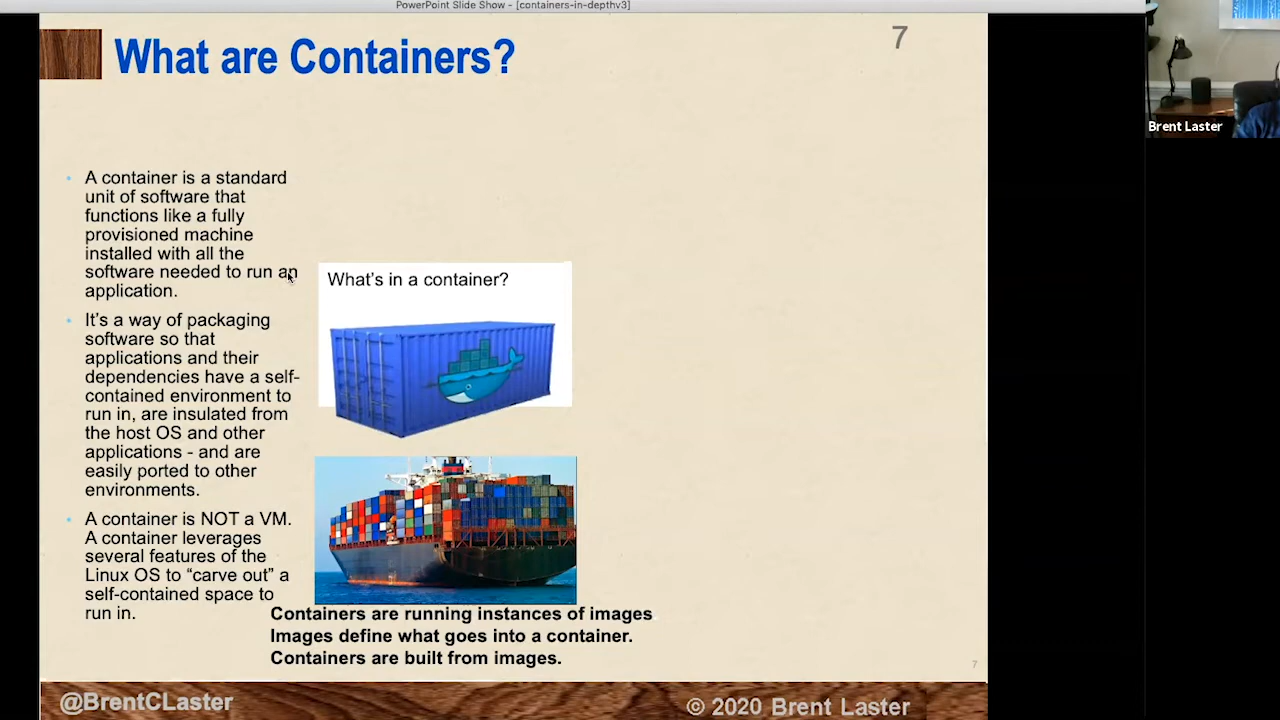 PowerPoint Slide Show - [containers-in-depthv3]
What are Containers?
7
Brent Laster
A container is a standard
unit of software that
functions like a fully
provisioned machine
installed with all the
software needed to run an
application.
It's a way of packaging
software so that
applications and their
dependencies have a self-
contained environment to
run in, are insulated from
the host OS and other
applications - and are
easily ported to other
environments.
A container is NOT a VM.
A container leverages
several features of the
Linux OS to “carve out” a
self-contained space to
run in.
What's in a container?
Containers are running instances of images
Images define what goes into a container.
Containers are built from images.
7
@BrentCLaster
© 2020 Brent Laster